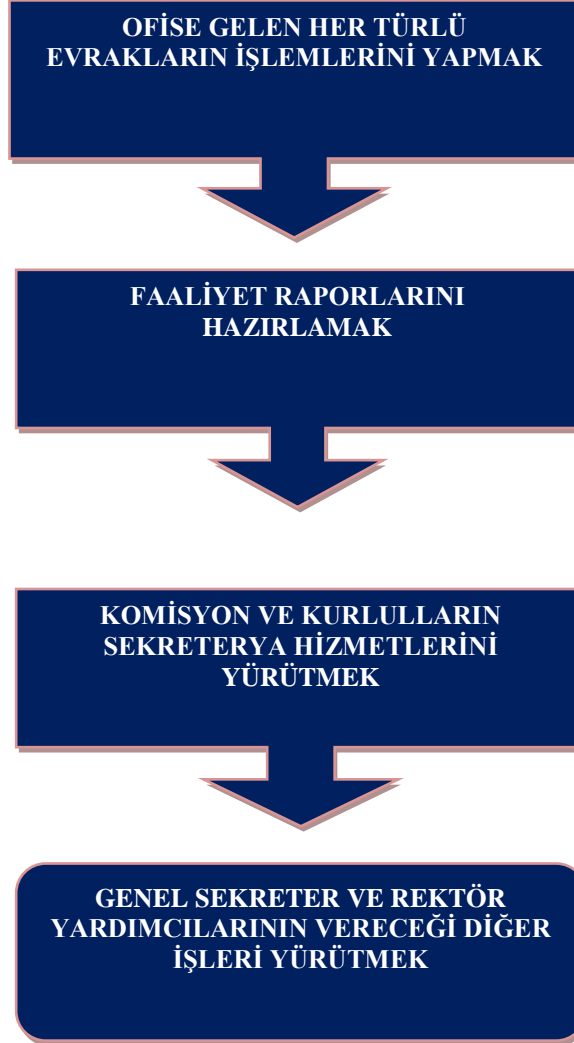 OFİSE GELEN HER TÜRLÜ
EVRAKLARIN İŞLEMLERİNİ YAPMAK
FAALİYET RAPORLARINI
HAZIRLAMAK
KOMİSYON VE KURLULLARIN
SEKRETERYA HİZMETLERİNİ
YÜRÜTMEK
GENEL SEKRETER VE REKTÖR
YARDIMCILARININ VERECEĞİ DİĞER
İŞLERİ YÜRÜTMEK